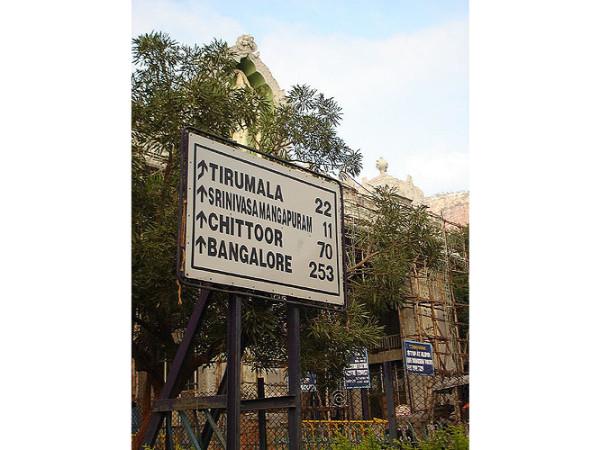 ↑ TIRUMALA 22
↑ SRINIVASAMANGAPURAM 11
↑ CHITTOOR 70
↑ BANGALORE 253